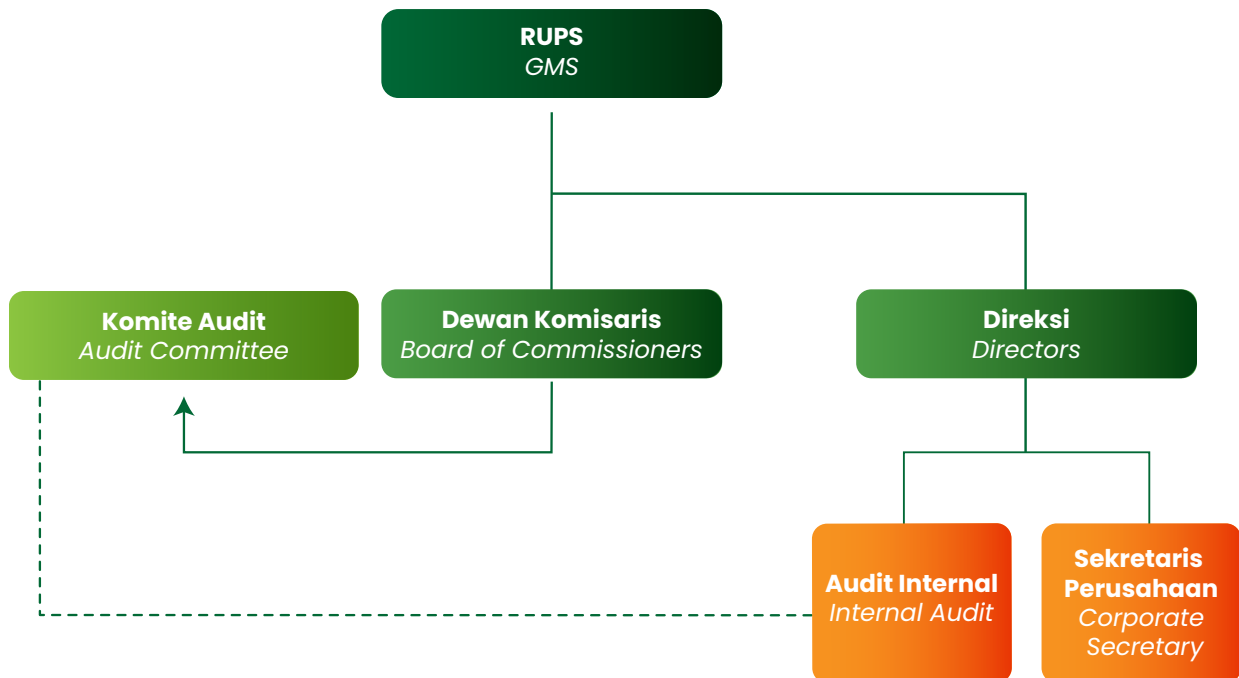 RUPS
GMS
Komite Audit
Audit Committee
Dewan Komisaris
Board of Commissioners
Direksi
Directors
Audit Internal
Internal Audit
Sekretaris
Perusahaan
Corporate
Secretary